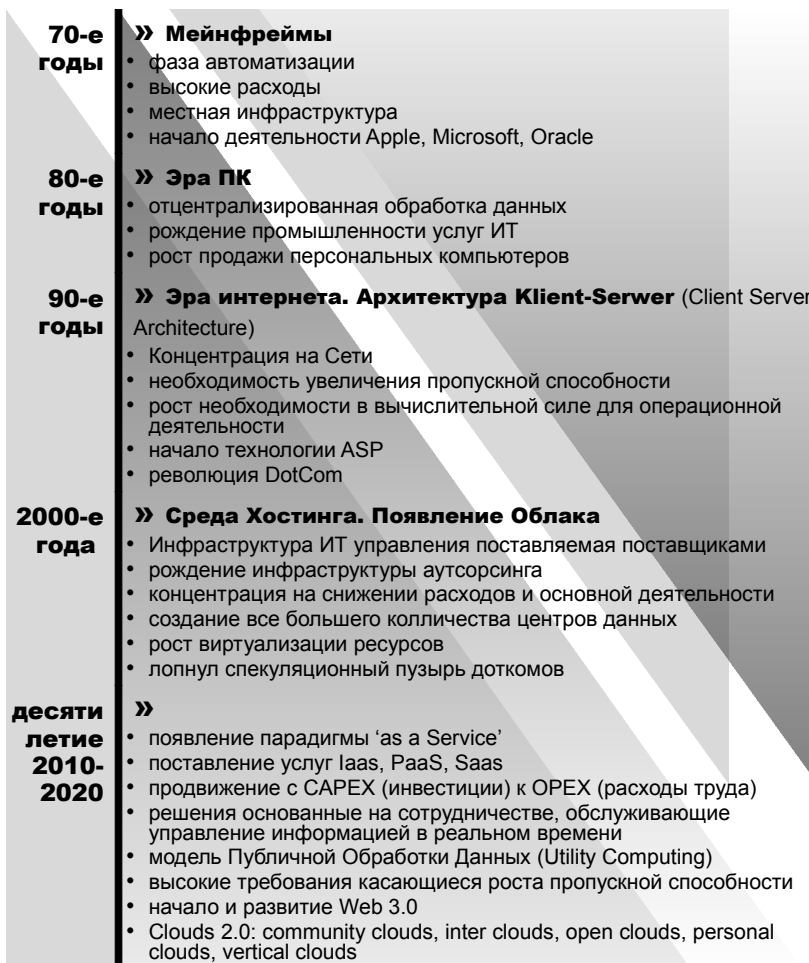 70-е
годы
» Мейнфреймы
• фаза автоматизации
• высокие расходы
• местная инфраструктура
• начало деятельности Apple, Microsoft, Oracle
80-е
годы
» Эра ПК
• отцентрализированная обработка данных
• рождение промышленности услуг ИТ
• рост продажи персональных компьютеров
90-е
годы
» Эра интернета. Архитектура Klient-Serwer (Client Server
Architecture)
• Концентрация на Сети
• необходимость увеличения пропускной способности
• рост необходимости в вычислительной силе для операционной
деятельности
• начало технологии ASP
• революция DotCom
2000-е
года
» Среда Хостинга. Появление Облака
• Инфраструктура ИТ управления поставляемая поставщиками
• рождение инфраструктуры аутсорсинга
• концентрация на снижении расходов и основной деятельности
• создание все большего колличества центров данных
• рост виртуализации ресурсов
• лопнул спекуляционный пузырь доткомов
десяти
летие
2010-
2020
»
• появление парадигмы ‘as a Service’
• поставление услуг Iaas, PaaS, Saas
• продвижение с CAPEX (инвестиции) к OPEX (расходы труда)
• решения основанные на сотрудничестве, обслуживающие
управление информацией в реальном времени
• модель Публичной Обработки Данных (Utility Computing)
• высокие требования касающиеся роста пропускной способности
• начало и развитие Web 3.0
• Clouds 2.0: community clouds, inter clouds, open clouds, personal
clouds, vertical clouds